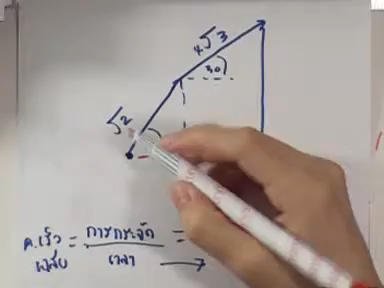 4√3
30
√2
ค.เร็ว = การกระจัด =
เฉลี่ย เวลา